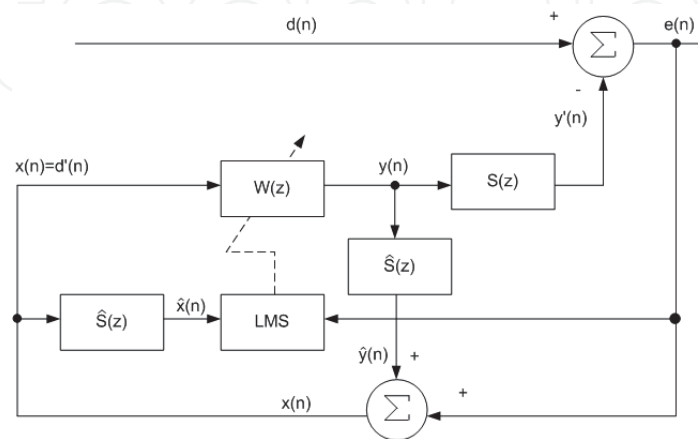 +
d(n)
e(n)
Σ
-
y'(n)
x(n)=d'(n)
W(z)
y(n)
S(z)
Ŝ(z)
Ŝ(z)
x̂(n)
LMS
ŷ(n)
+
x(n)
Σ
+